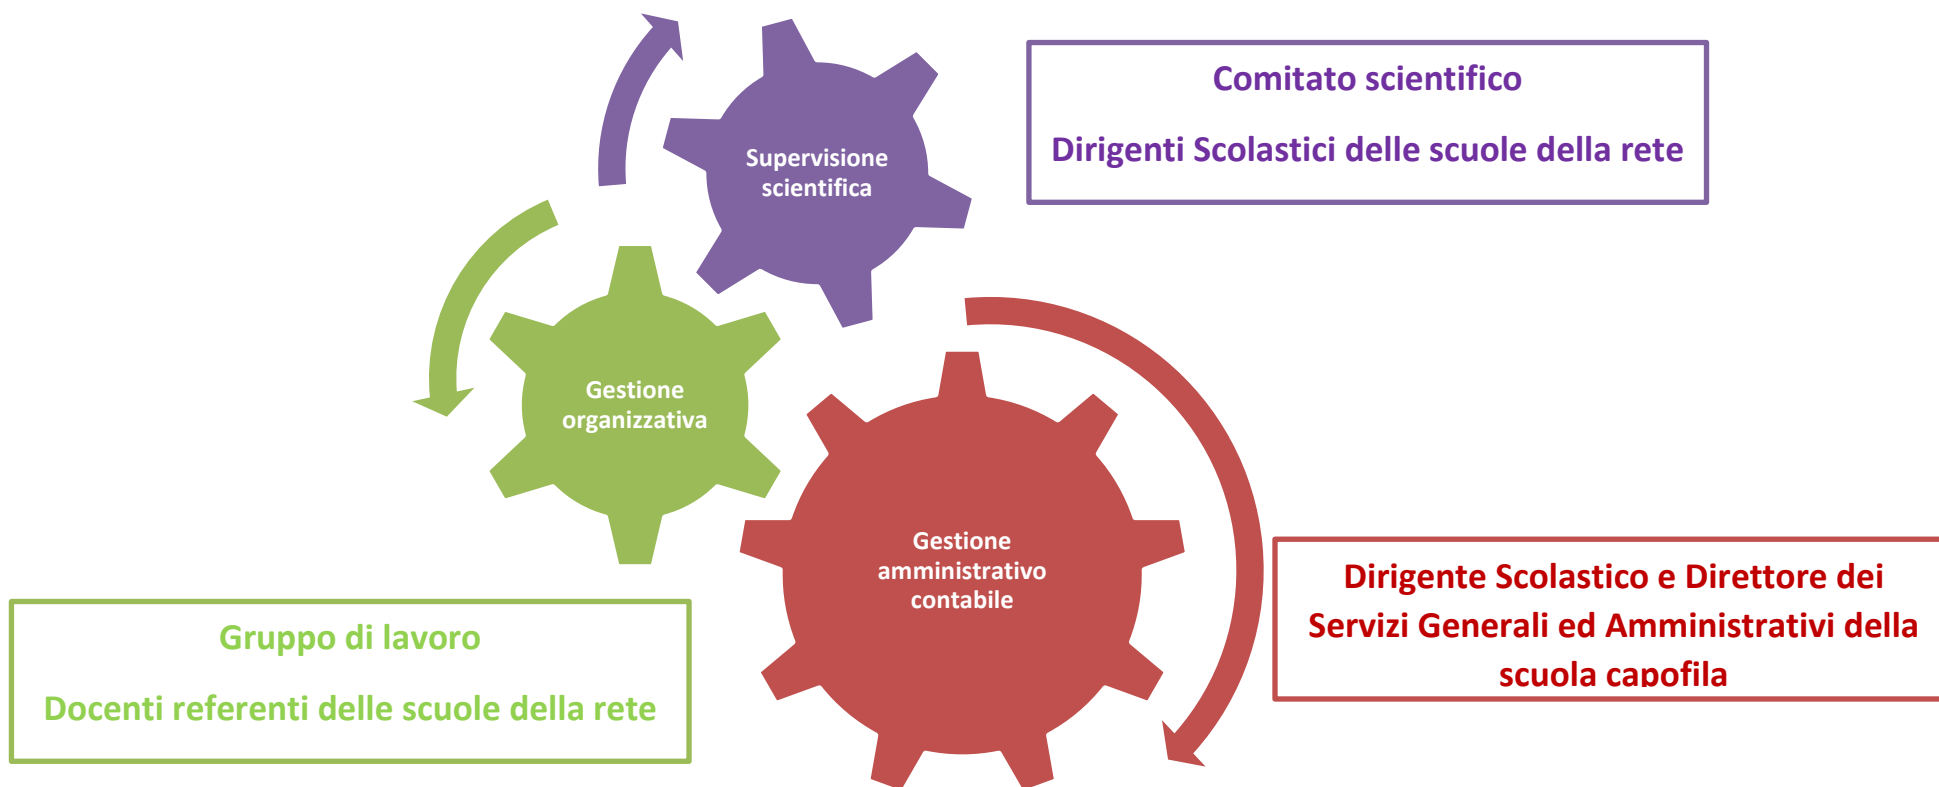 Comitato scientifico
Dirigenti Scolastici delle scuole della rete
Supervisione
scientifica
Gestione
organizzativa
Gestione
amministrativo
contabile
Dirigente Scolastico e Direttore dei
Servizi Generali ed Amministrativi della
scuola capofila
Gruppo di lavoro
Docenti referenti delle scuole della rete